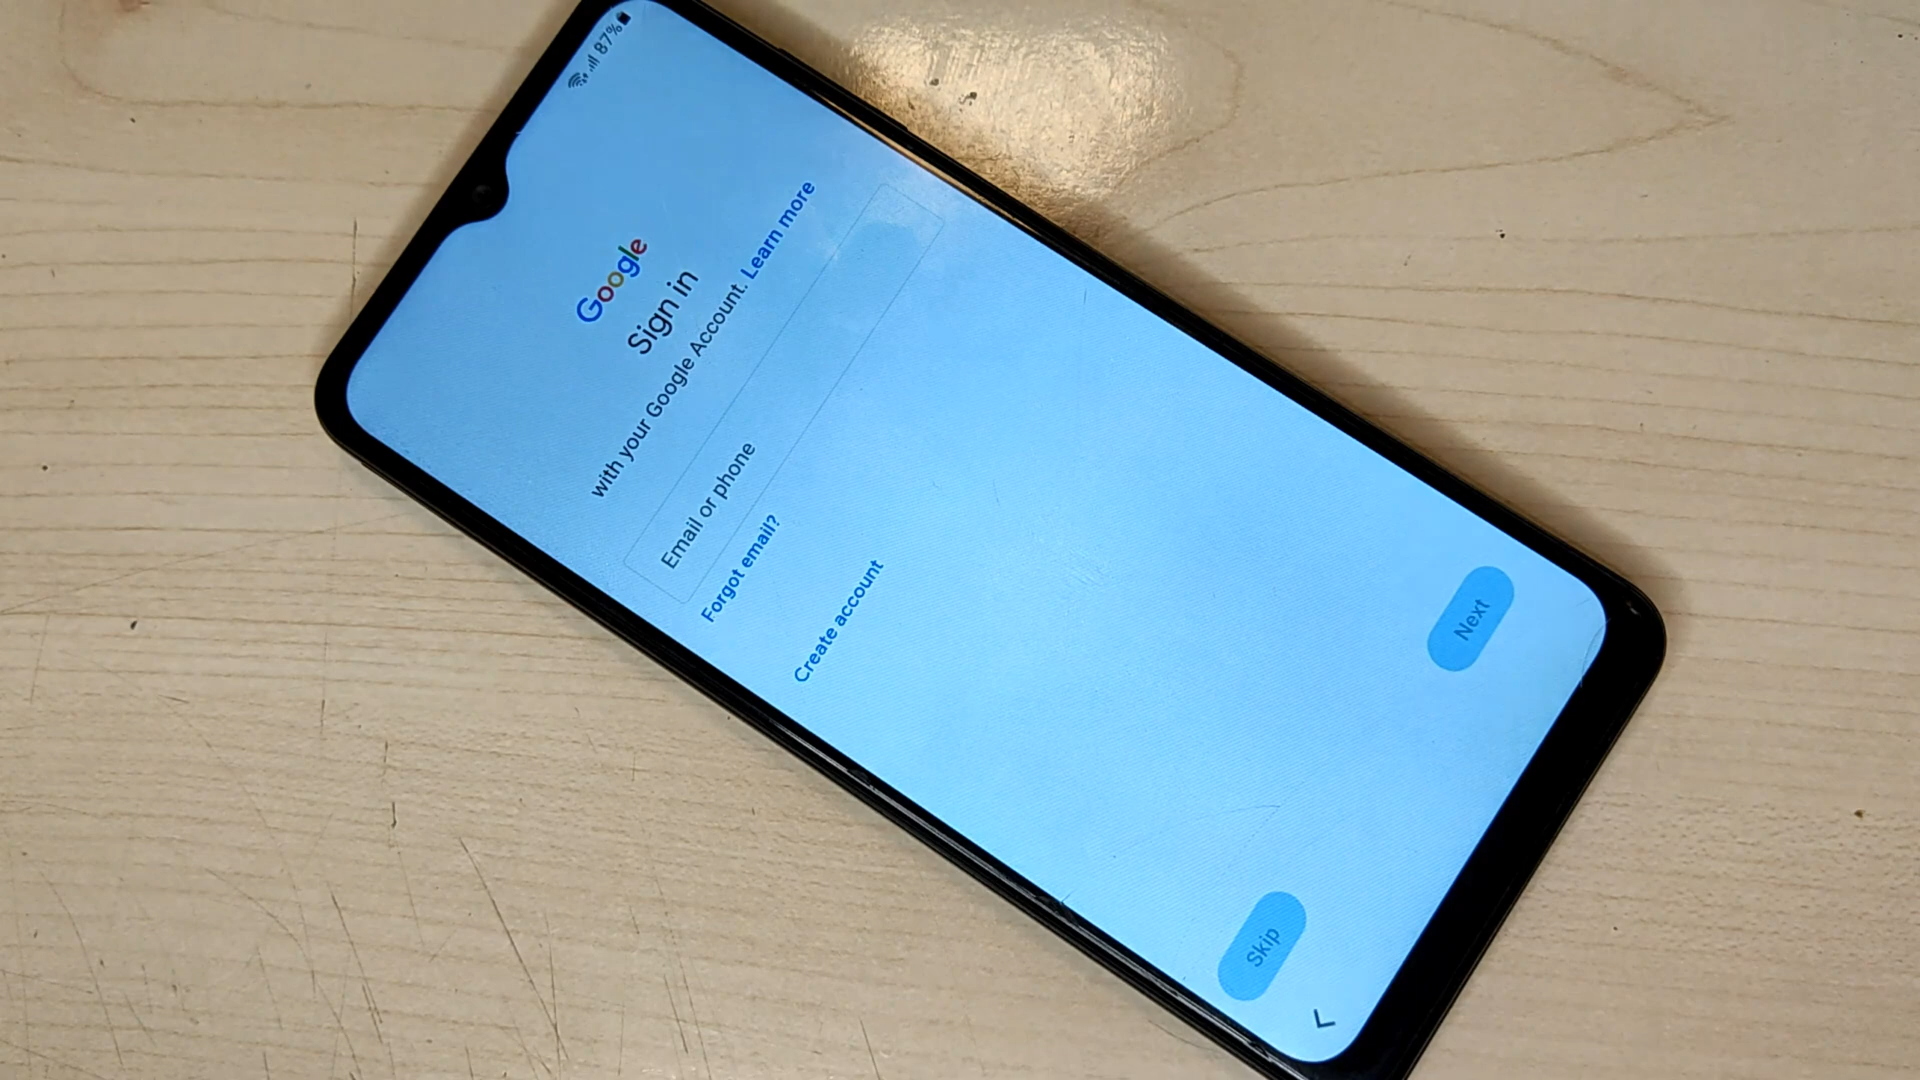 87%
Google
Sign in
with your Google Account. Learn more
Email or phone
Forgot email?
Create account
Skip
Next